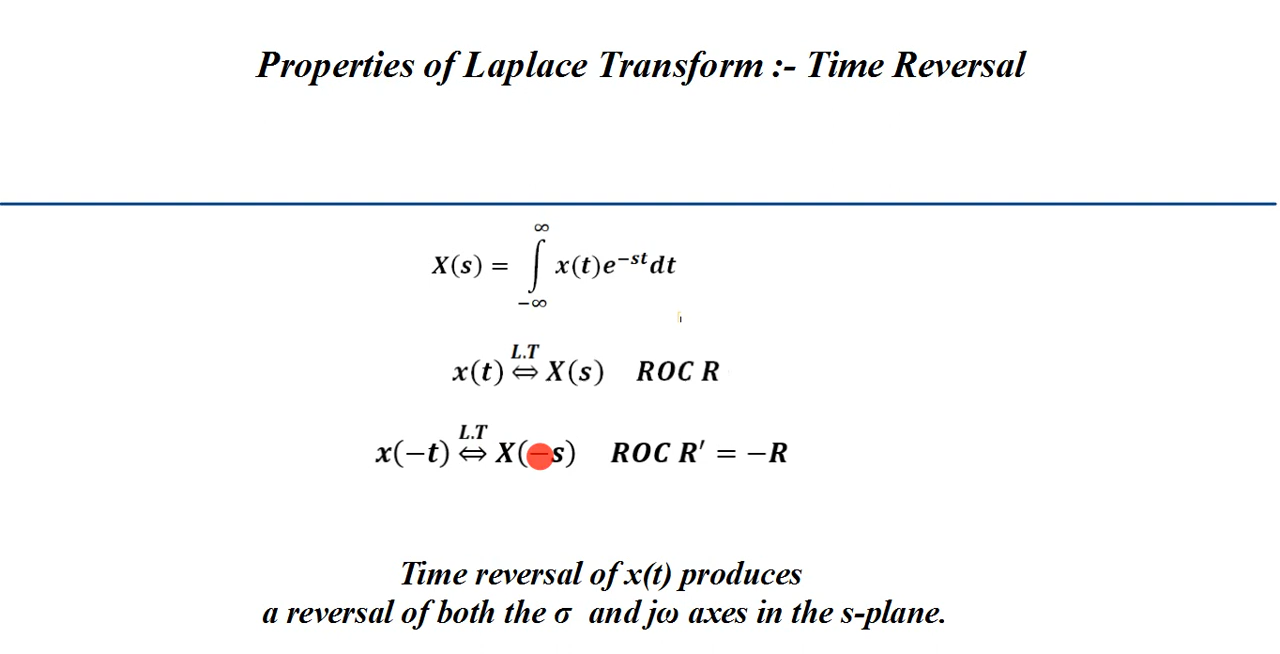 Properties of Laplace Transform :- Time Reversal
X(s) = ∫_{−∞}^{∞} x(t)e^{−st}dt
x(t) ⇔^{L.T} X(s) ROC R
x(−t) ⇔^{L.T} X(−s) ROC R′ = −R
Time reversal of x(t) produces
a reversal of both the σ and jω axes in the s-plane.